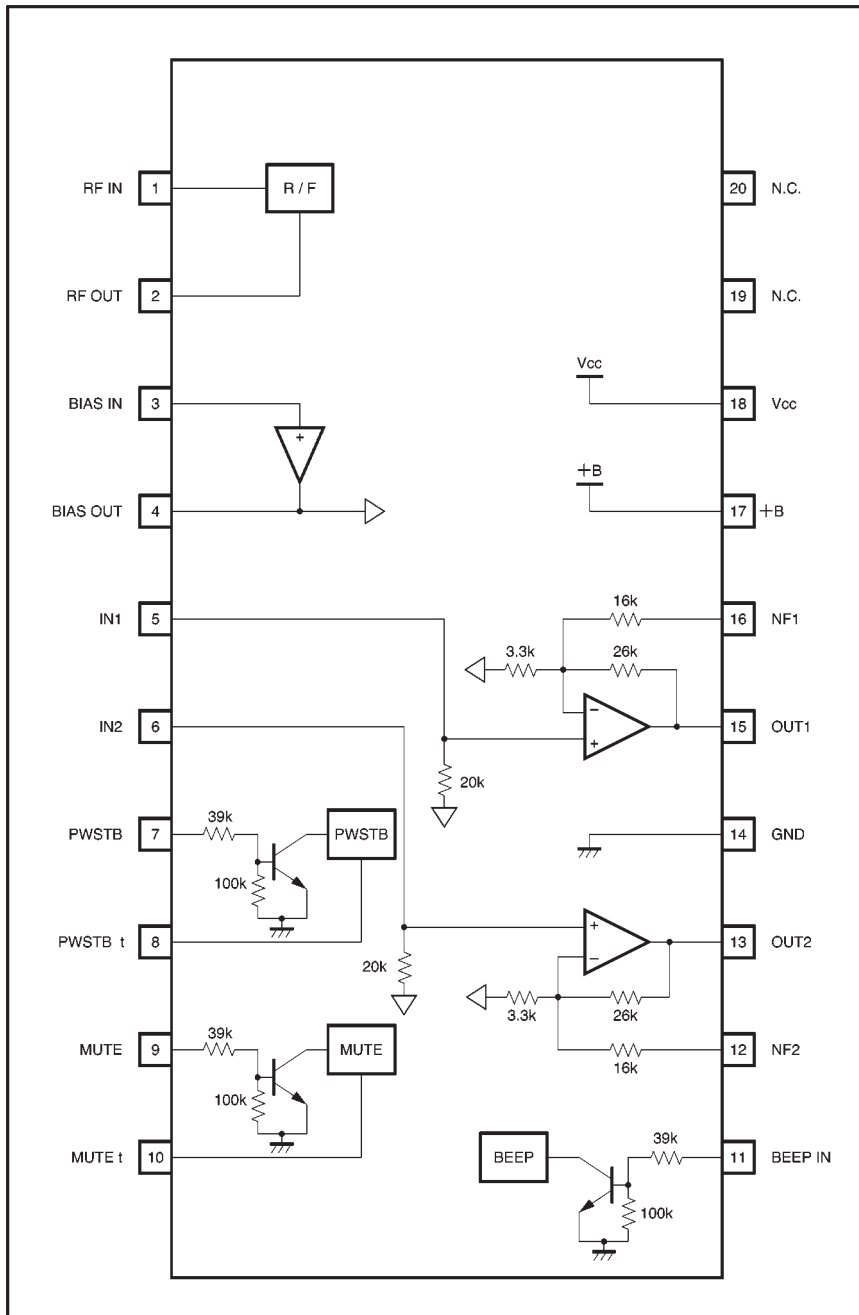 RF IN 1 R / F 20 N.C.
RF OUT 2 19 N.C.
Vcc
BIAS IN 3 + 18 Vcc
+B
BIAS OUT 4 17 +B
16k
IN1 5 16 NF1
3.3k 26k
−
IN2 6 15 OUT1
+
20k
39k
PWSTB 7 PWSTB 14 GND
100k
+
PWSTB t 8 13 OUT2
−
20k
3.3k 26k
39k
MUTE 9 MUTE 12 NF2
16k
100k
39k
MUTE t 10 BEEP 11 BEEP IN
100k